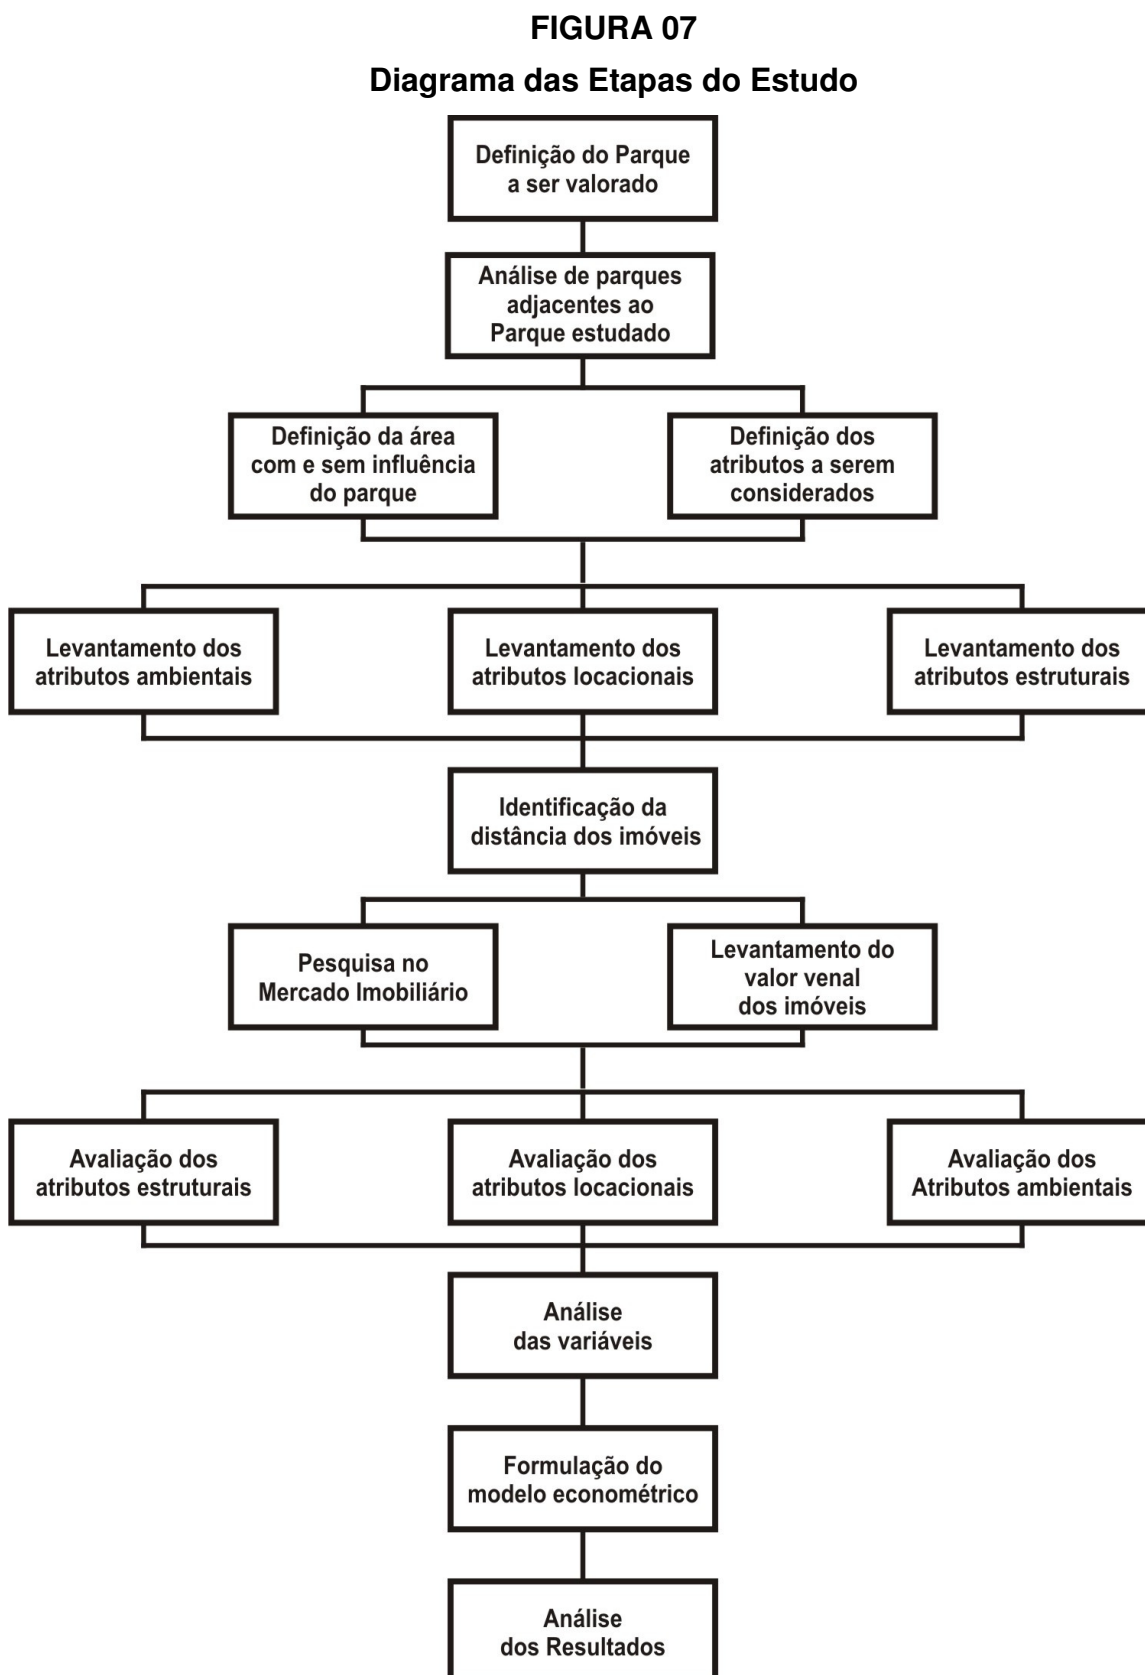 FIGURA 07
Diagrama das Etapas do Estudo
Definição do Parque
a ser valorado
Análise de parques
adjacentes ao
Parque estudado
Definição da área
com e sem influência
do parque
Definição dos
atributos a serem
considerados
Levantamento dos
atributos ambientais
Levantamento dos
atributos locacionais
Levantamento dos
atributos estruturais
Identificação da
distância dos imóveis
Pesquisa no
Mercado Imobiliário
Levantamento do
valor venal
dos imóveis
Avaliação dos
atributos estruturais
Avaliação dos
atributos locacionais
Avaliação dos
Atributos ambientais
Análise
das variáveis
Formulação do
modelo econométrico
Análise
dos Resultados